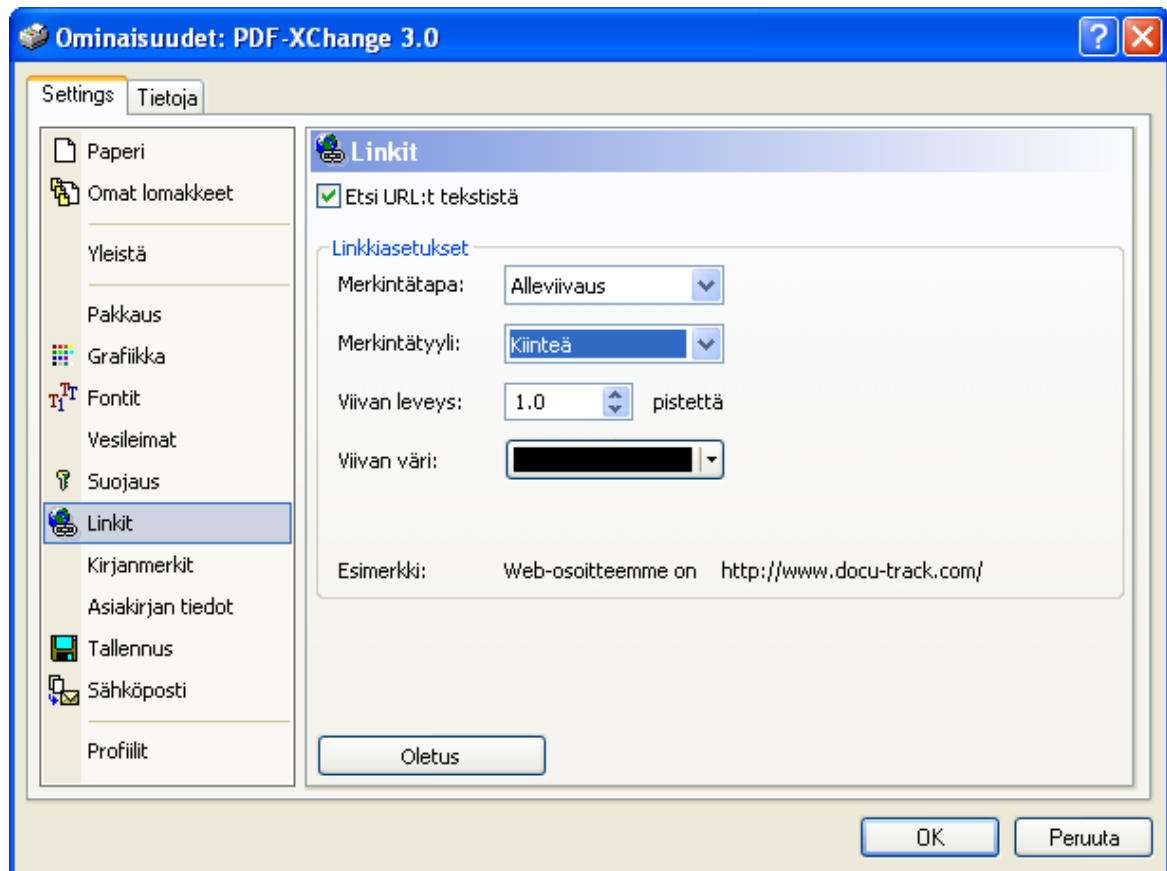 Ominaisuudet: PDF-XChange 3.0
Settings
Tietoja
Paperi
Omat lomakkeet
Yleistä
Pakkaus
Grafiikka
Fontit
Vesileimat
Suojaus
Linkit
Kirjanmerkit
Asiakirjan tiedot
Tallennus
Sähköposti
Profiilit
Linkit
Etsi URL:t tekstistä
Linkkiasetukset
Merkintätapa: Alleviivaus
Merkintätyyli: Kiinteä
Viivan leveys: 1.0 pistettä
Viivan väri:
Esimerkki: Web-osoitteemme on http://www.docu-track.com/
Oletus
OK Peruuta